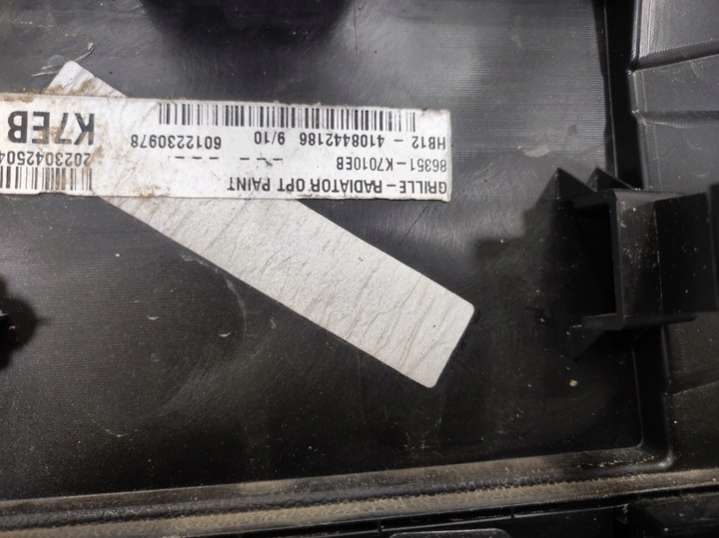 GRILLE-RADIATOR OPT PAINT
86351-K7010EB
HB12 - 4108442186 9/10 6012230978
K7EB
2023042504